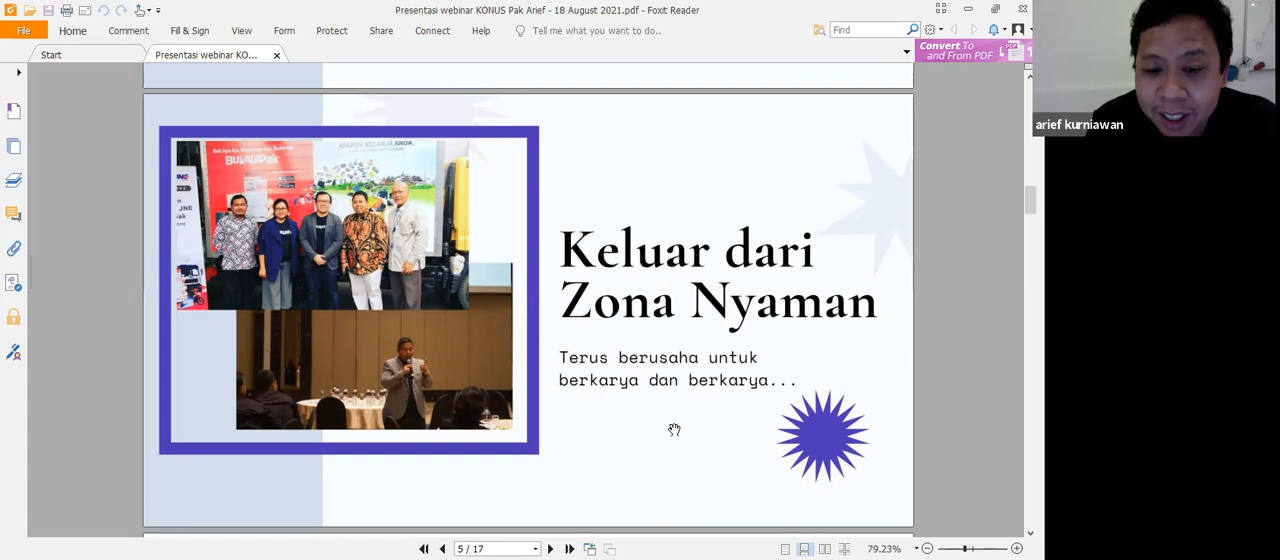 Presentasi webinar KONUS Pak Arief - 18 August 2021.pdf - Foxit Reader
File
Home
Comment
Fill & Sign
View
Form
Protect
Share
Connect
Help
Tell me what you want to do..
Find
Start
Presentasi webinar KO...
Convert To
and From PDF
arief kurniawan
BukaLapak
Keluar dari
Zona Nyaman
Terus berusaha untuk
berkarya dan berkarya...
5 / 17
79.23%